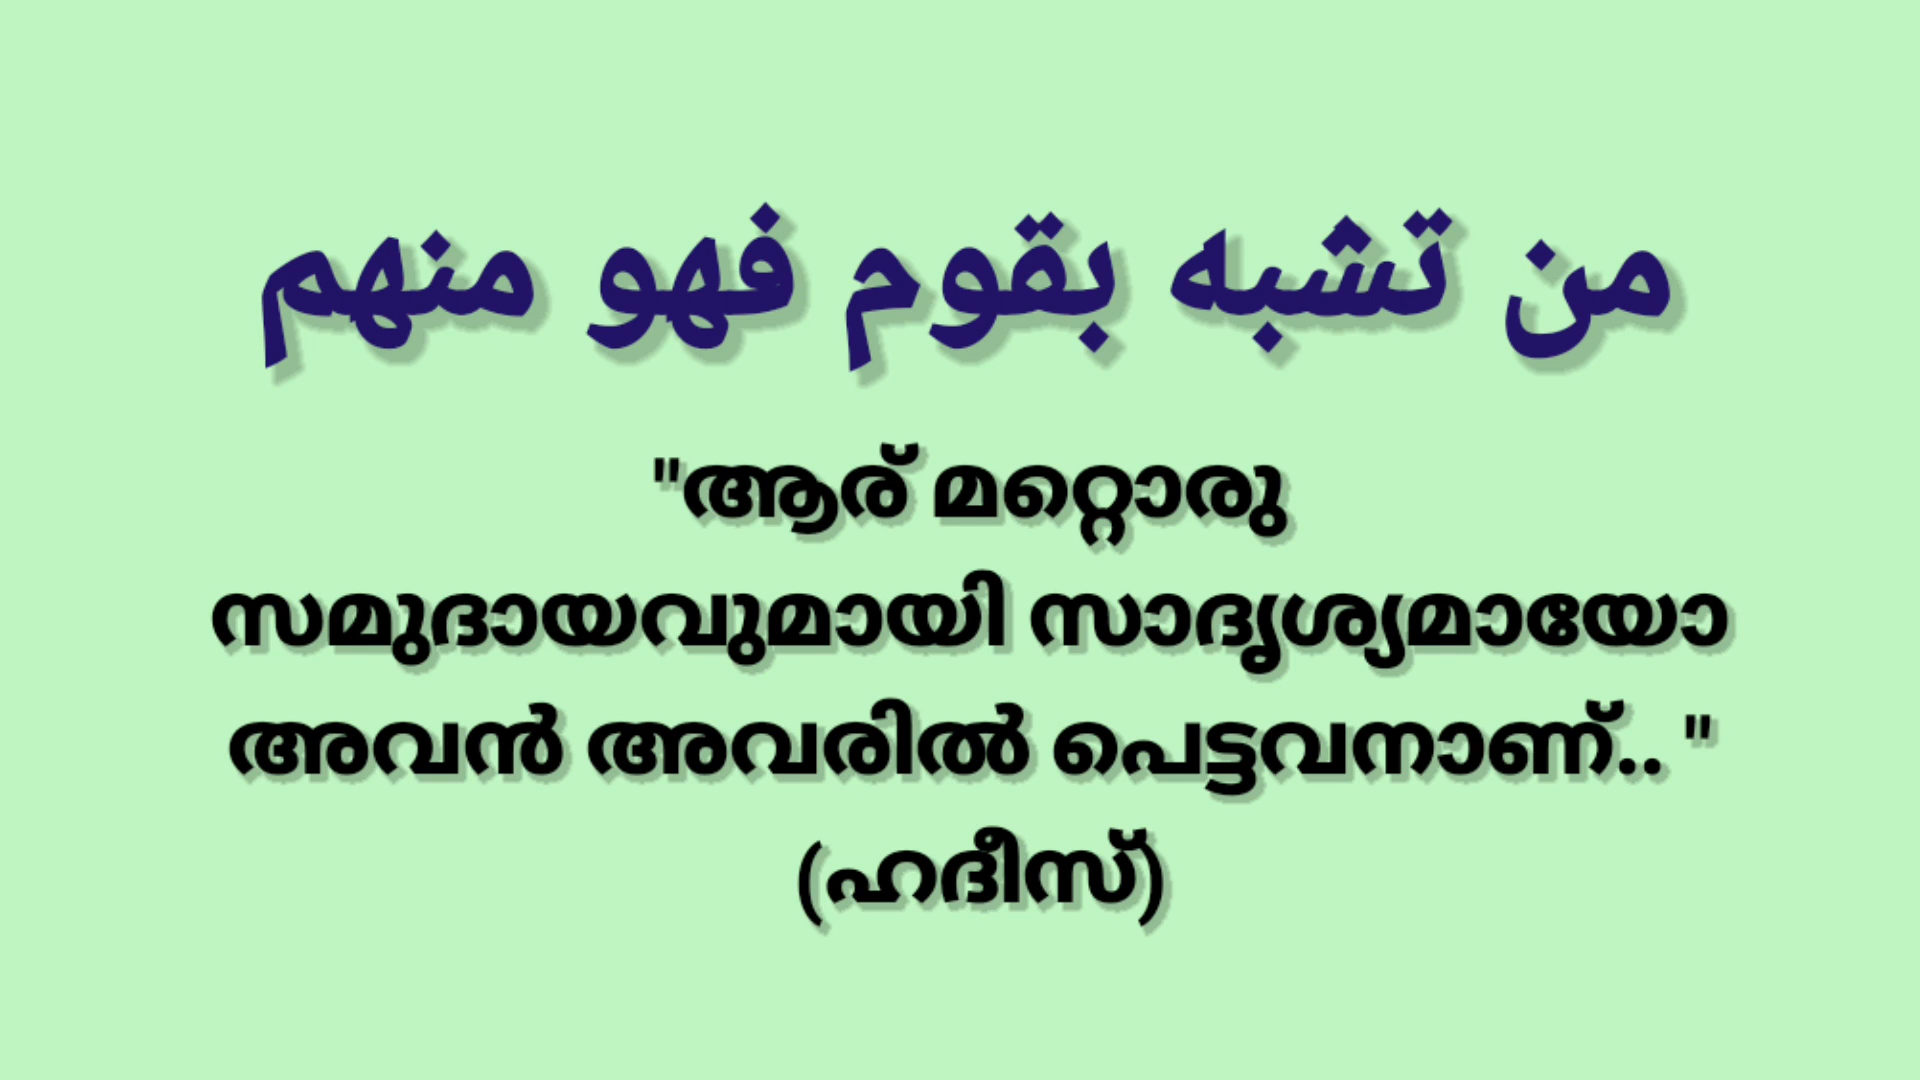 من تشبه بقوم فهو منهم
"ആര് മറ്റൊരു
സമുദായവുമായി സാദൃശ്യമായോ
അവൻ അവരിൽ പെട്ടവനാണ്.. "
(ഹദീസ്)